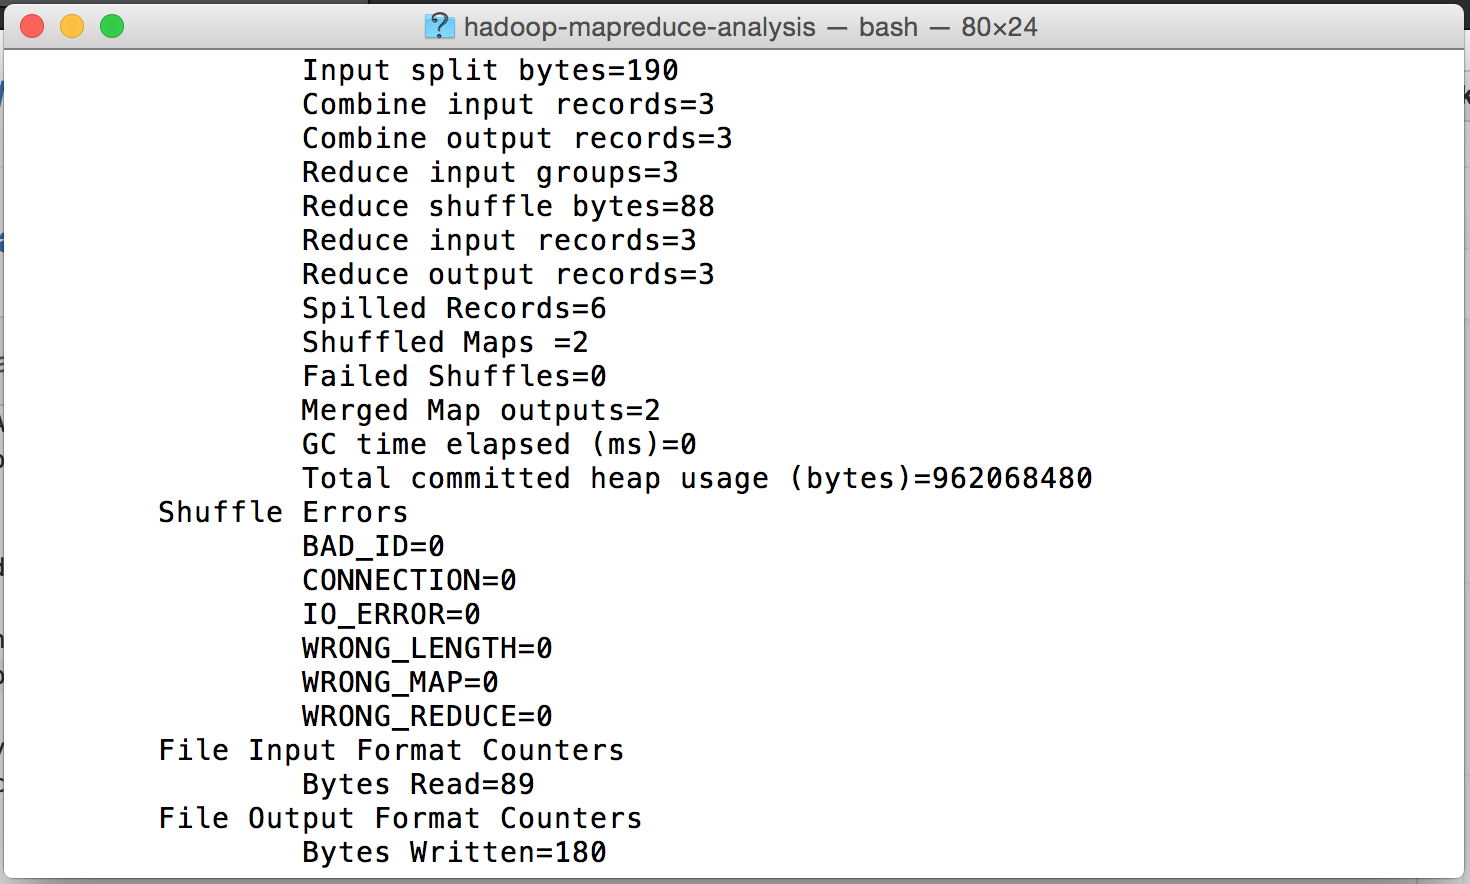 hadoop-mapreduce-analysis — bash — 80×24
Input split bytes=190
Combine input records=3
Combine output records=3
Reduce input groups=3
Reduce shuffle bytes=88
Reduce input records=3
Reduce output records=3
Spilled Records=6
Shuffled Maps =2
Failed Shuffles=0
Merged Map outputs=2
GC time elapsed (ms)=0
Total committed heap usage (bytes)=962068480
Shuffle Errors
BAD_ID=0
CONNECTION=0
IO_ERROR=0
WRONG_LENGTH=0
WRONG_MAP=0
WRONG_REDUCE=0
File Input Format Counters
Bytes Read=89
File Output Format Counters
Bytes Written=180